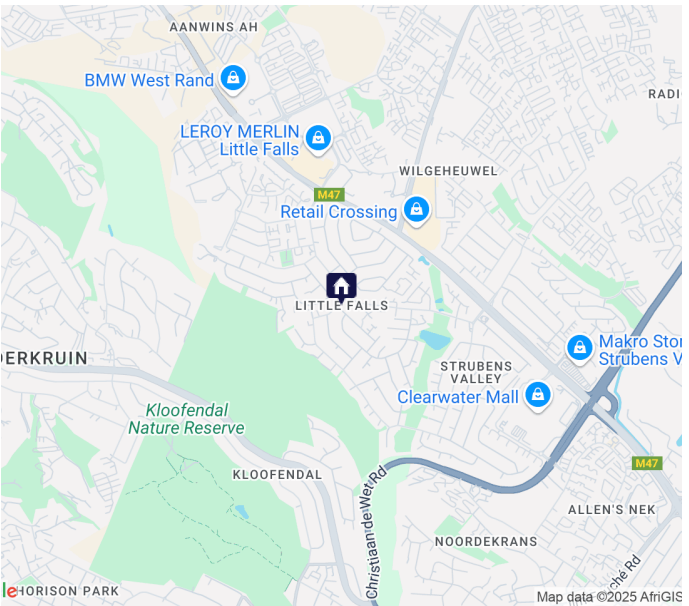 AANWINS AH
BMW West Rand
RADI
LEROY MERLIN
Little Falls
WILGEHEUWEL
M47
Retail Crossing
LITTLE FALLS
Makro Stor
Strubens V
DERKRUIN
STRUBENS
VALLEY
Clearwater Mall
Kloofendal
Nature Reserve
M47
KLOOFENDAL
Christiaan de Wet Rd
ALLEN'S NEK
NOORDEKRANS
ché Rd
le
HORISON PARK
Map data ©2025 AfriGIS